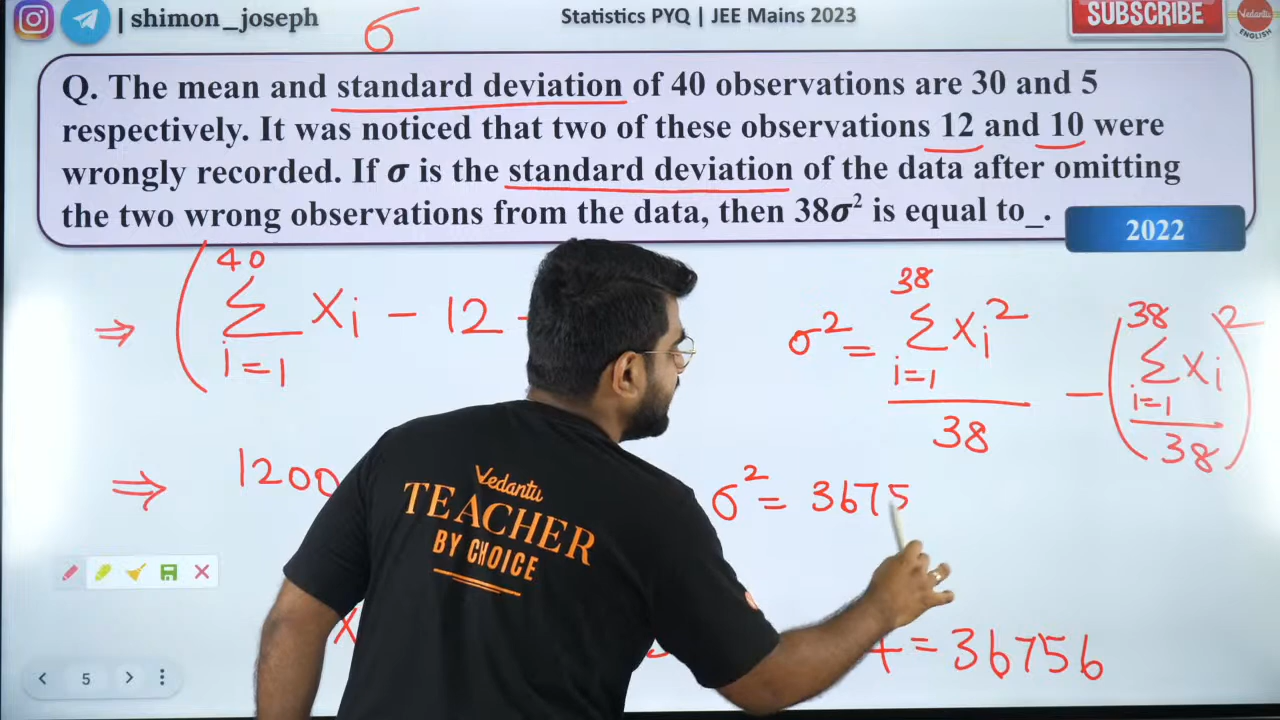 | shimon_joseph
Statistics PYQ | JEE Mains 2023
SUBSCRIBE
Vedantu
ENGLISH
σ
Q. The mean and standard deviation of 40 observations are 30 and 5
respectively. It was noticed that two of these observations 12 and 10 were
wrongly recorded. If σ is the standard deviation of the data after omitting
the two wrong observations from the data, then 38σ² is equal to_.
2022
⇒ ( 40 Σ i=1 xi − 12 -
σ² = 38 Σ i=1 xi² / 38 − ( 38 Σ i=1 xi / 38 )²
⇒ 1200
σ² = 3675
= 36756
Vedantu
TEACHER
BY CHOICE
5